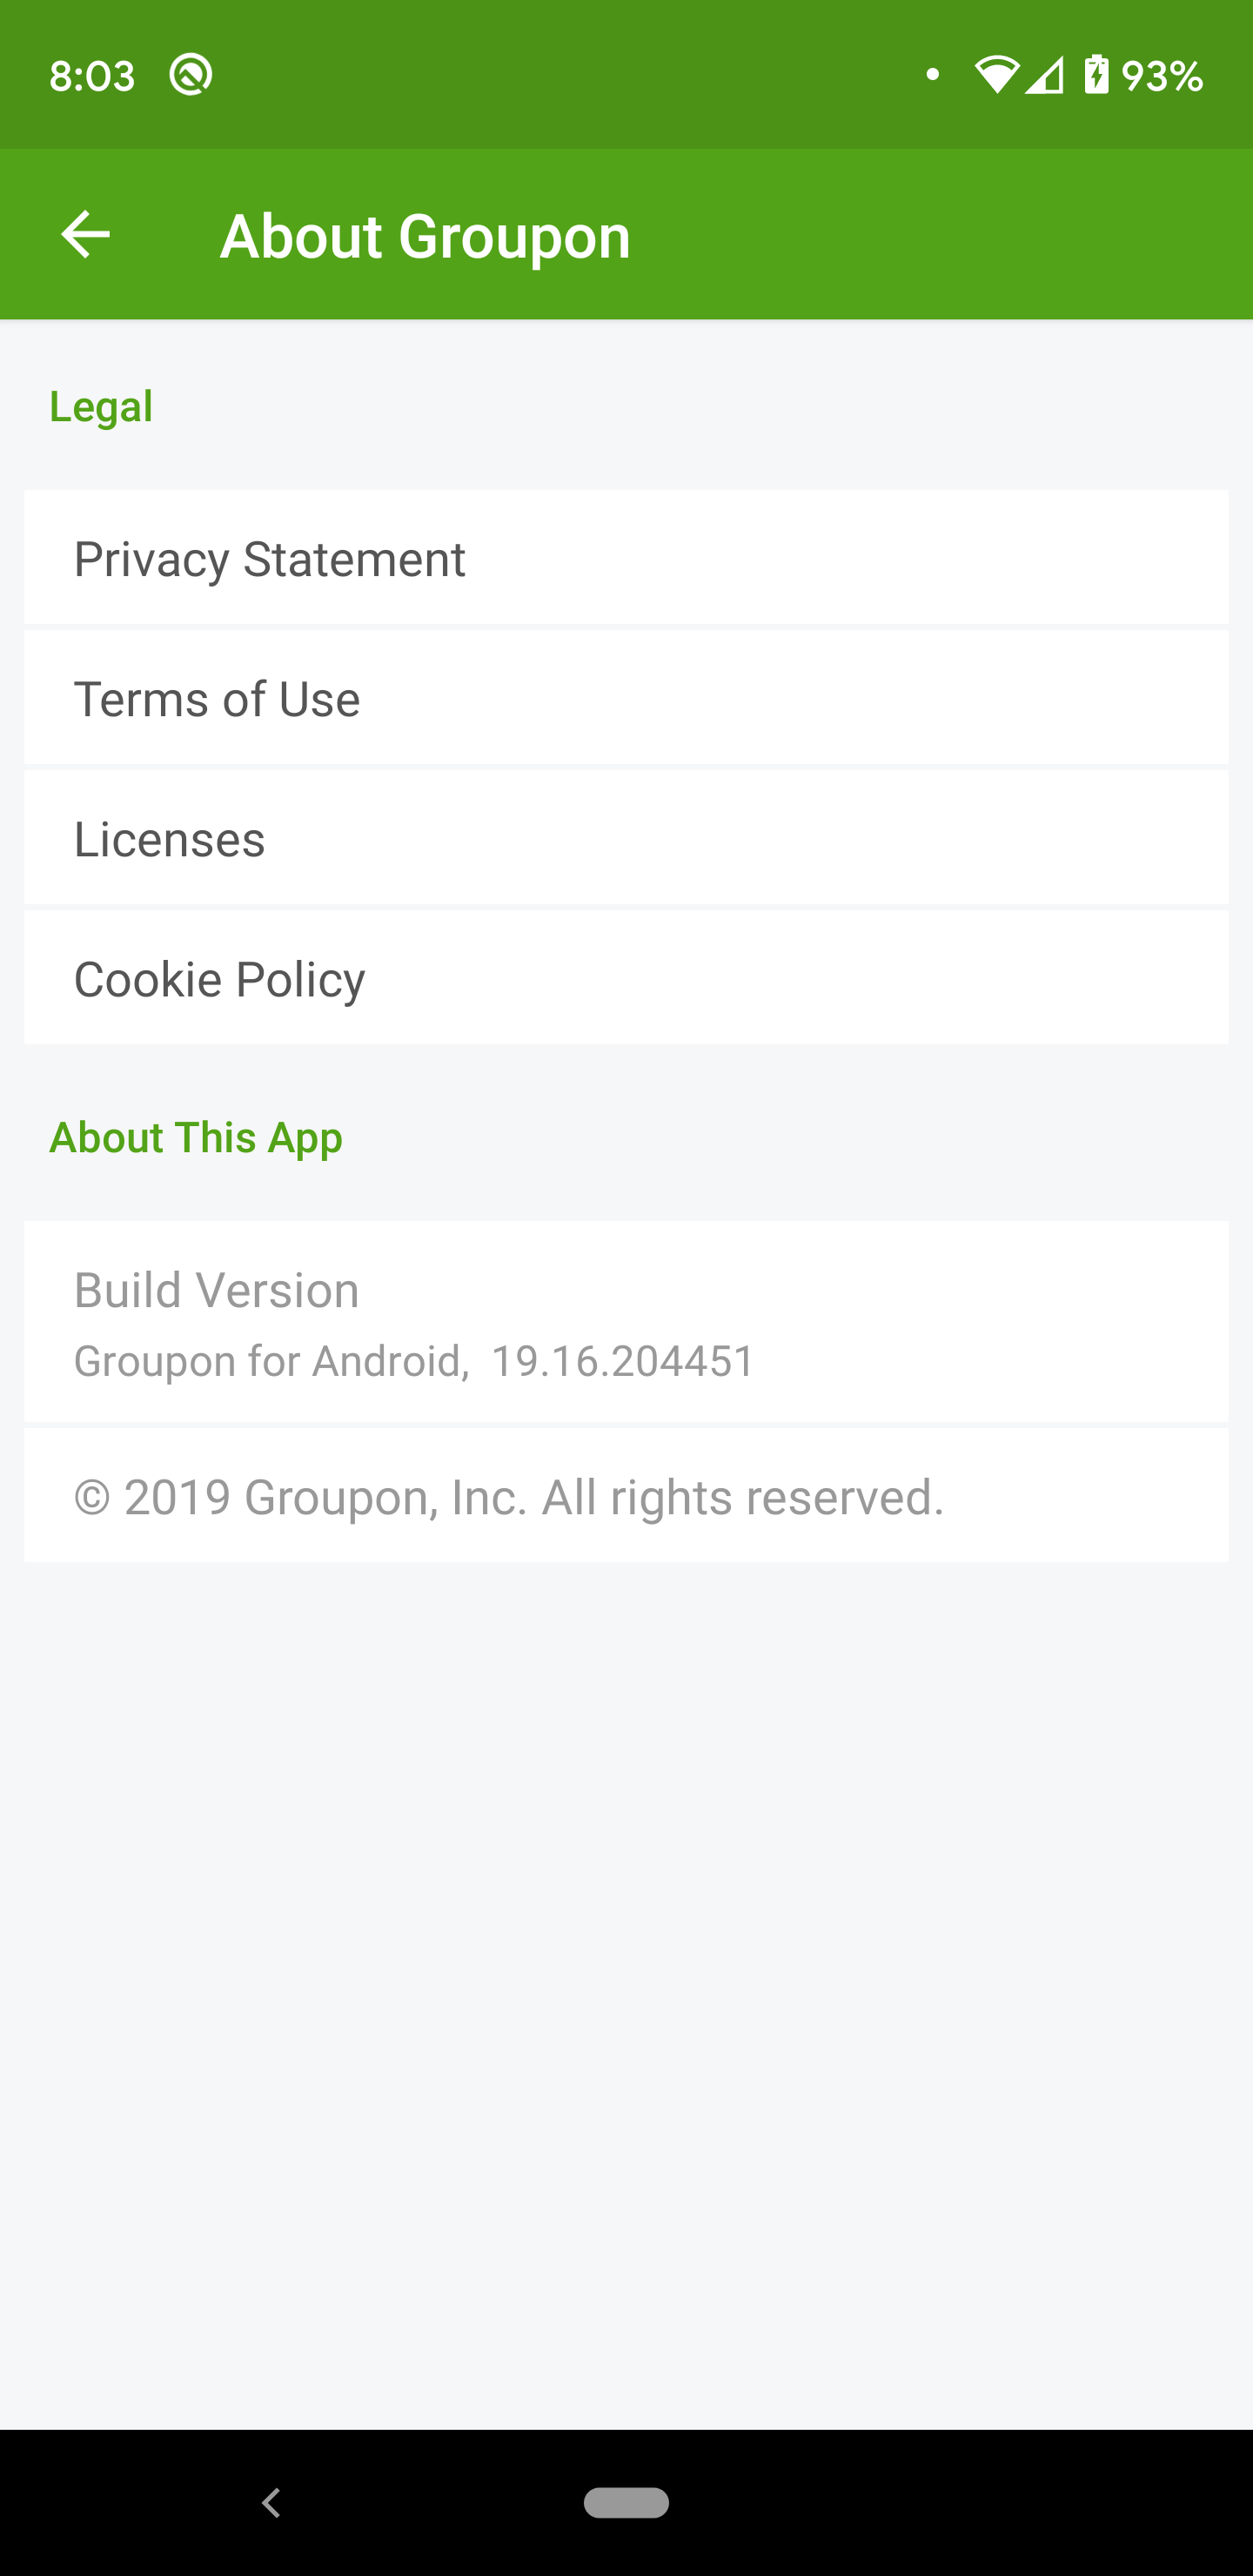 8:03
93%
About Groupon
Legal
Privacy Statement
Terms of Use
Licenses
Cookie Policy
About This App
Build Version
Groupon for Android,  19.16.204451
© 2019 Groupon, Inc. All rights reserved.